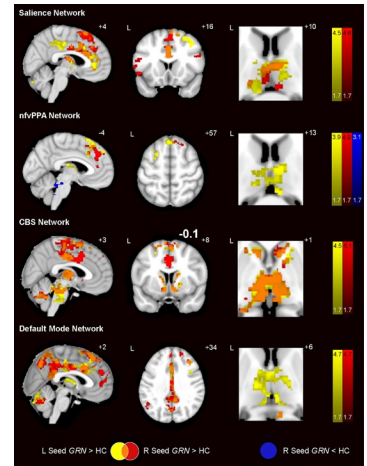 Salience Network
+4 L +16 +10
4.5 4.6
1.7 1.7
nfvPPA Network
-4 L +57 L +13
3.9 3.1
1.7 1.7 1.7
CBS Network
-0.1
+3 L +8 L +1
4.5
1.7 1.7
Default Mode Network
+2 L +34 L +6
4.7
1.7 1.7
L Seed GRN > HC R Seed GRN > HC R Seed GRN < HC